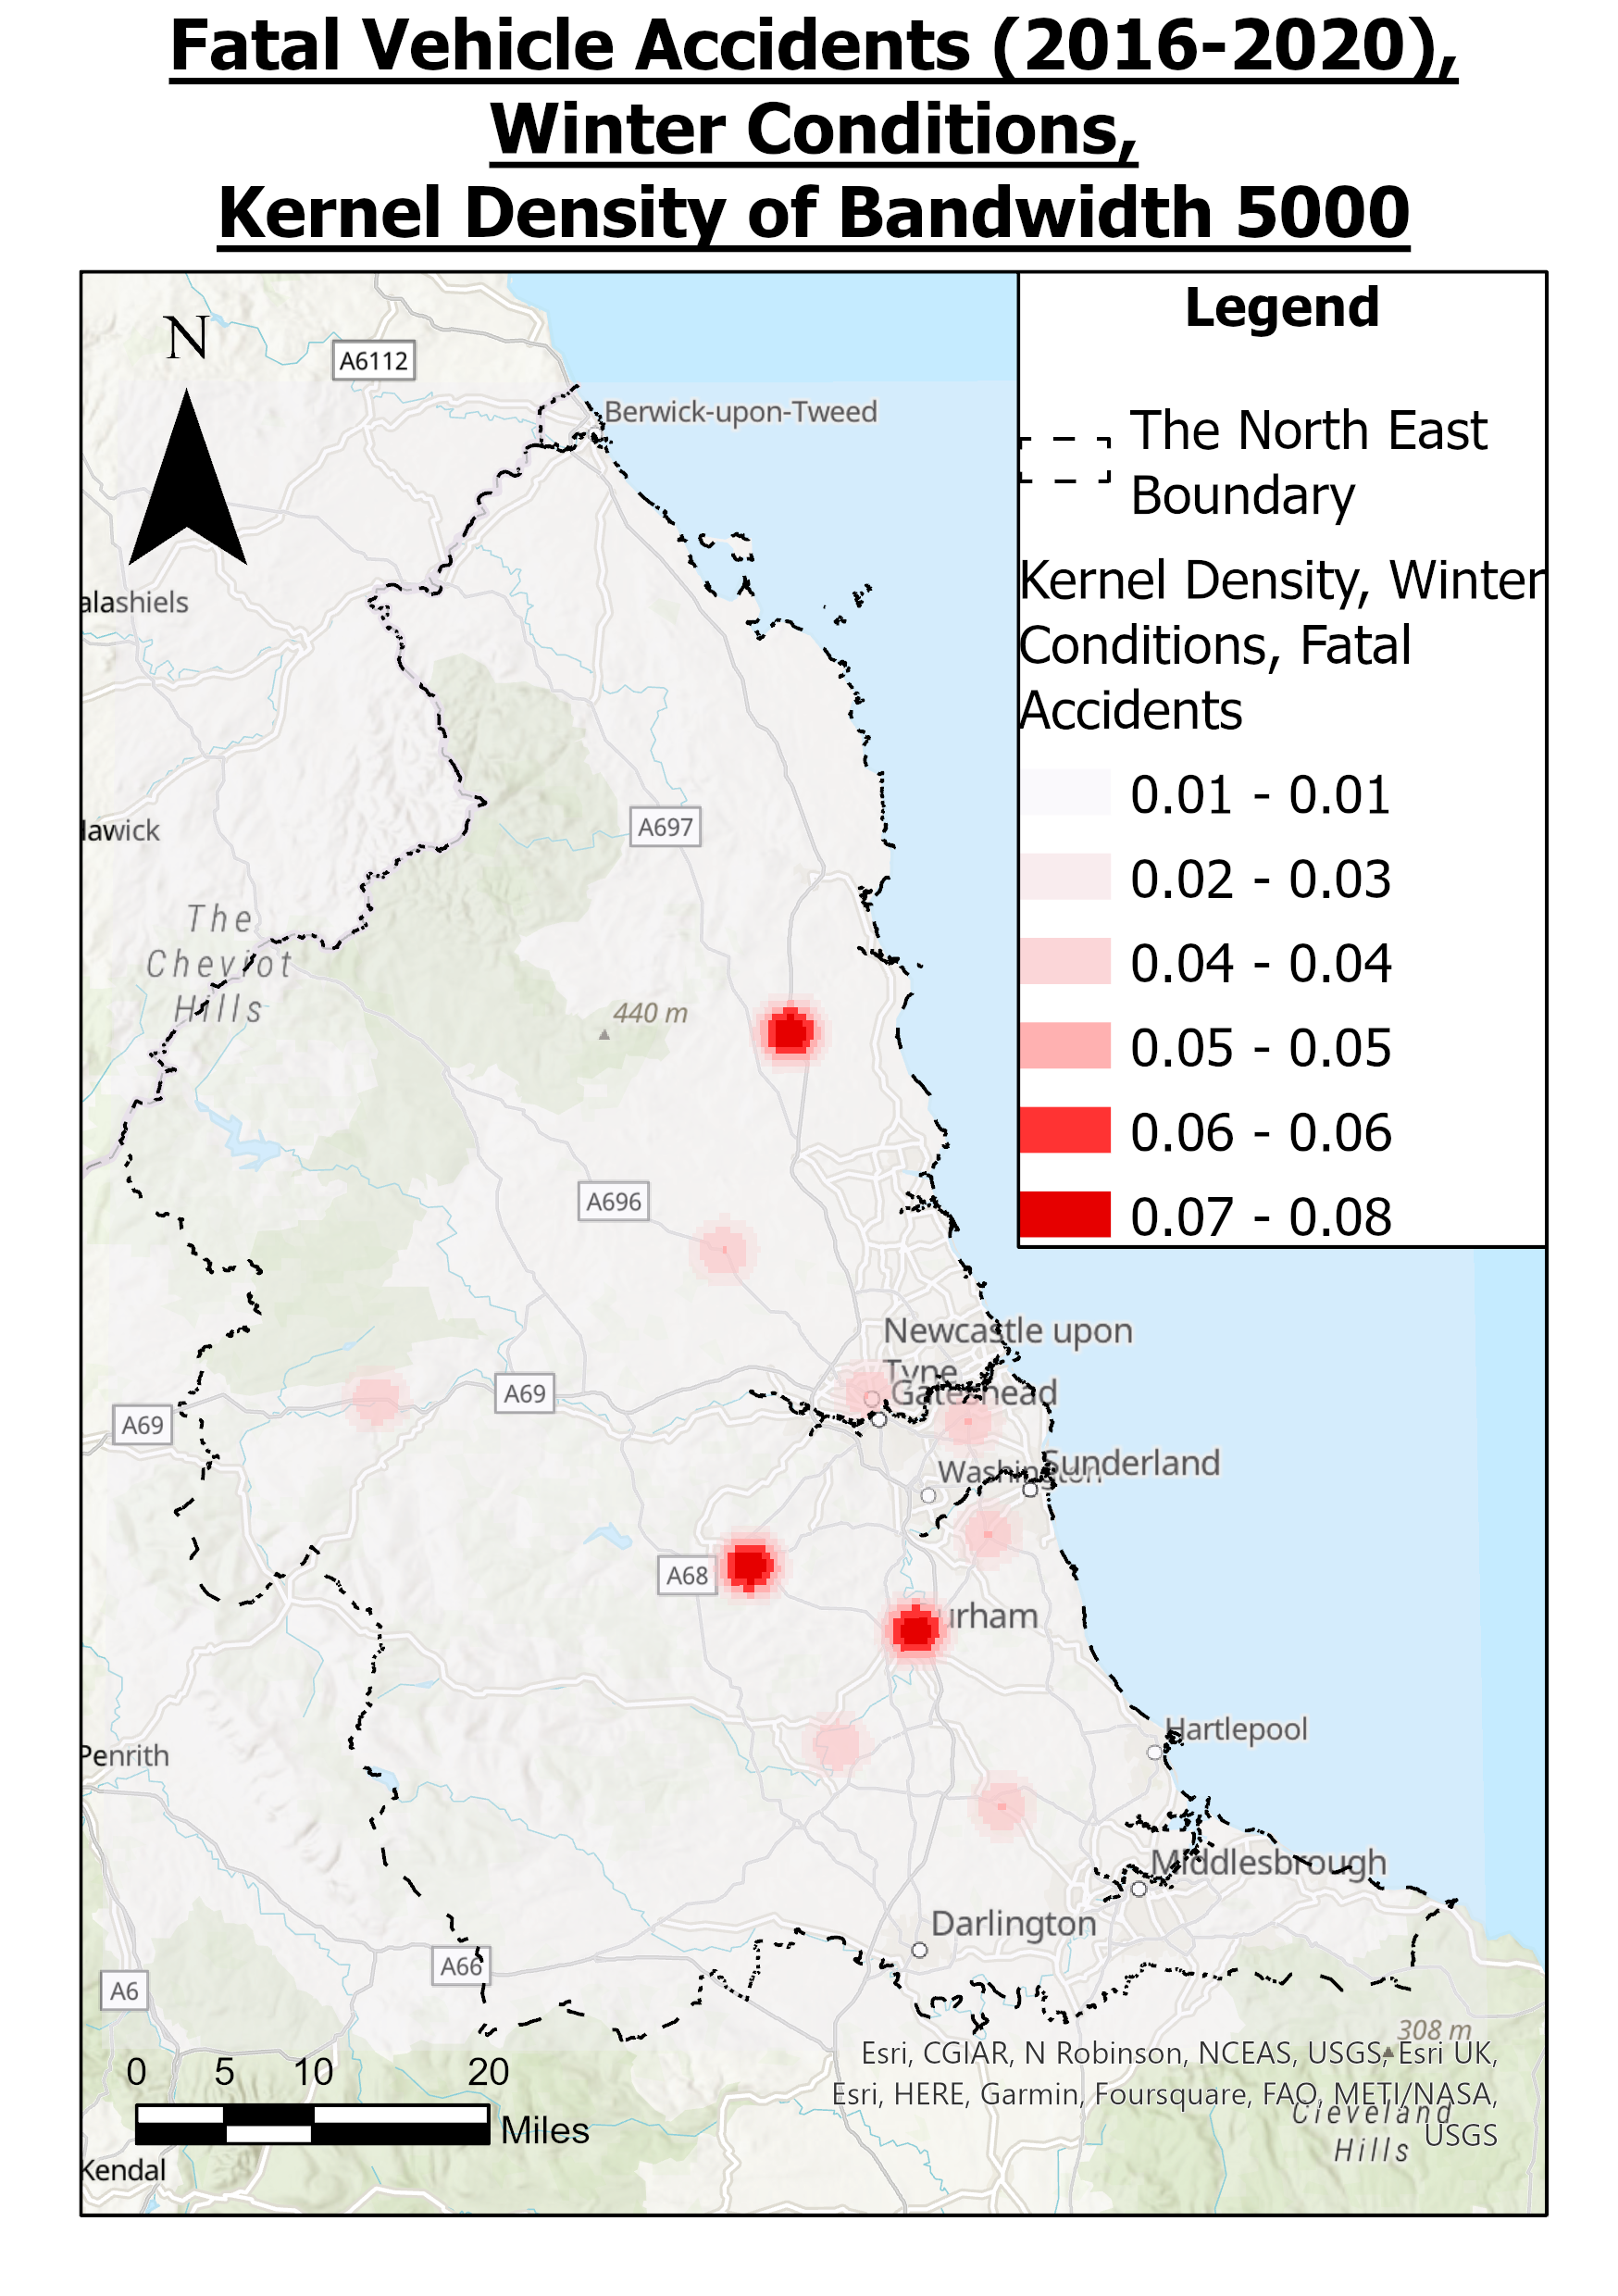 Fatal Vehicle Accidents (2016-2020),
Winter Conditions,
Kernel Density of Bandwidth 5000
Legend
The North East
Boundary
Kernel Density, Winter
Conditions, Fatal
Accidents
0.01 - 0.01
0.02 - 0.03
0.04 - 0.04
0.05 - 0.05
0.06 - 0.06
0.07 - 0.08
N
A6112
Berwick-upon-Tweed
alashiels
A697
lawick
The
Cheviot
Hills
440 m
A696
Newcastle upon
Tyne
Gateshead
A69
A69
Sunderland
Washington
A68
urham
Hartlepool
Penrith
Middlesbrough
Darlington
A66
A6
308 m
Esri, CGIAR, N Robinson, NCEAS, USGS, Esri UK,
Esri, HERE, Garmin, Foursquare, FAO, METI/NASA,
USGS
Cleveland
Hills
0 5 10 20
Miles
Kendal